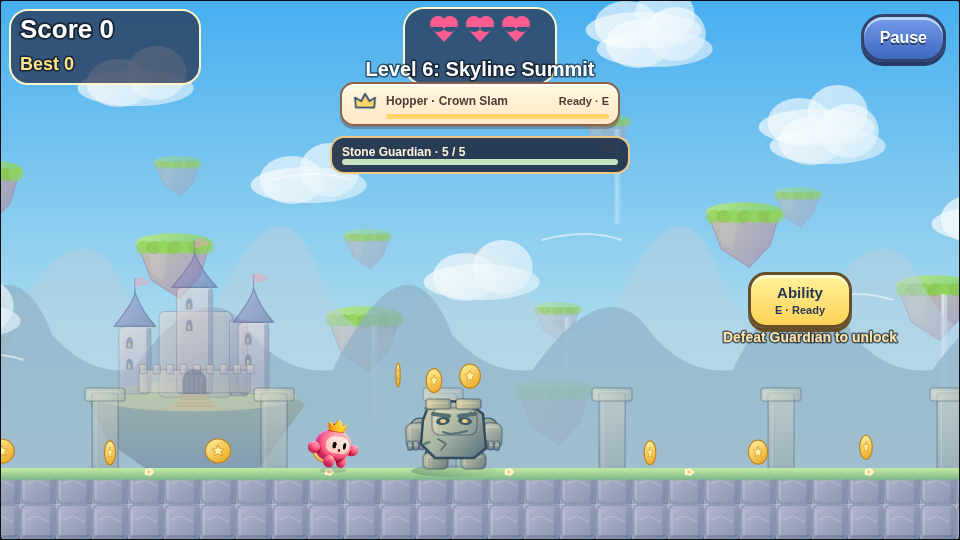 Score 0
Best 0
Level 6: Skyline Summit
Hopper · Crown Slam
Ready · E
Stone Guardian · 5 / 5
Pause
Ability
E · Ready
Defeat Guardian to unlock